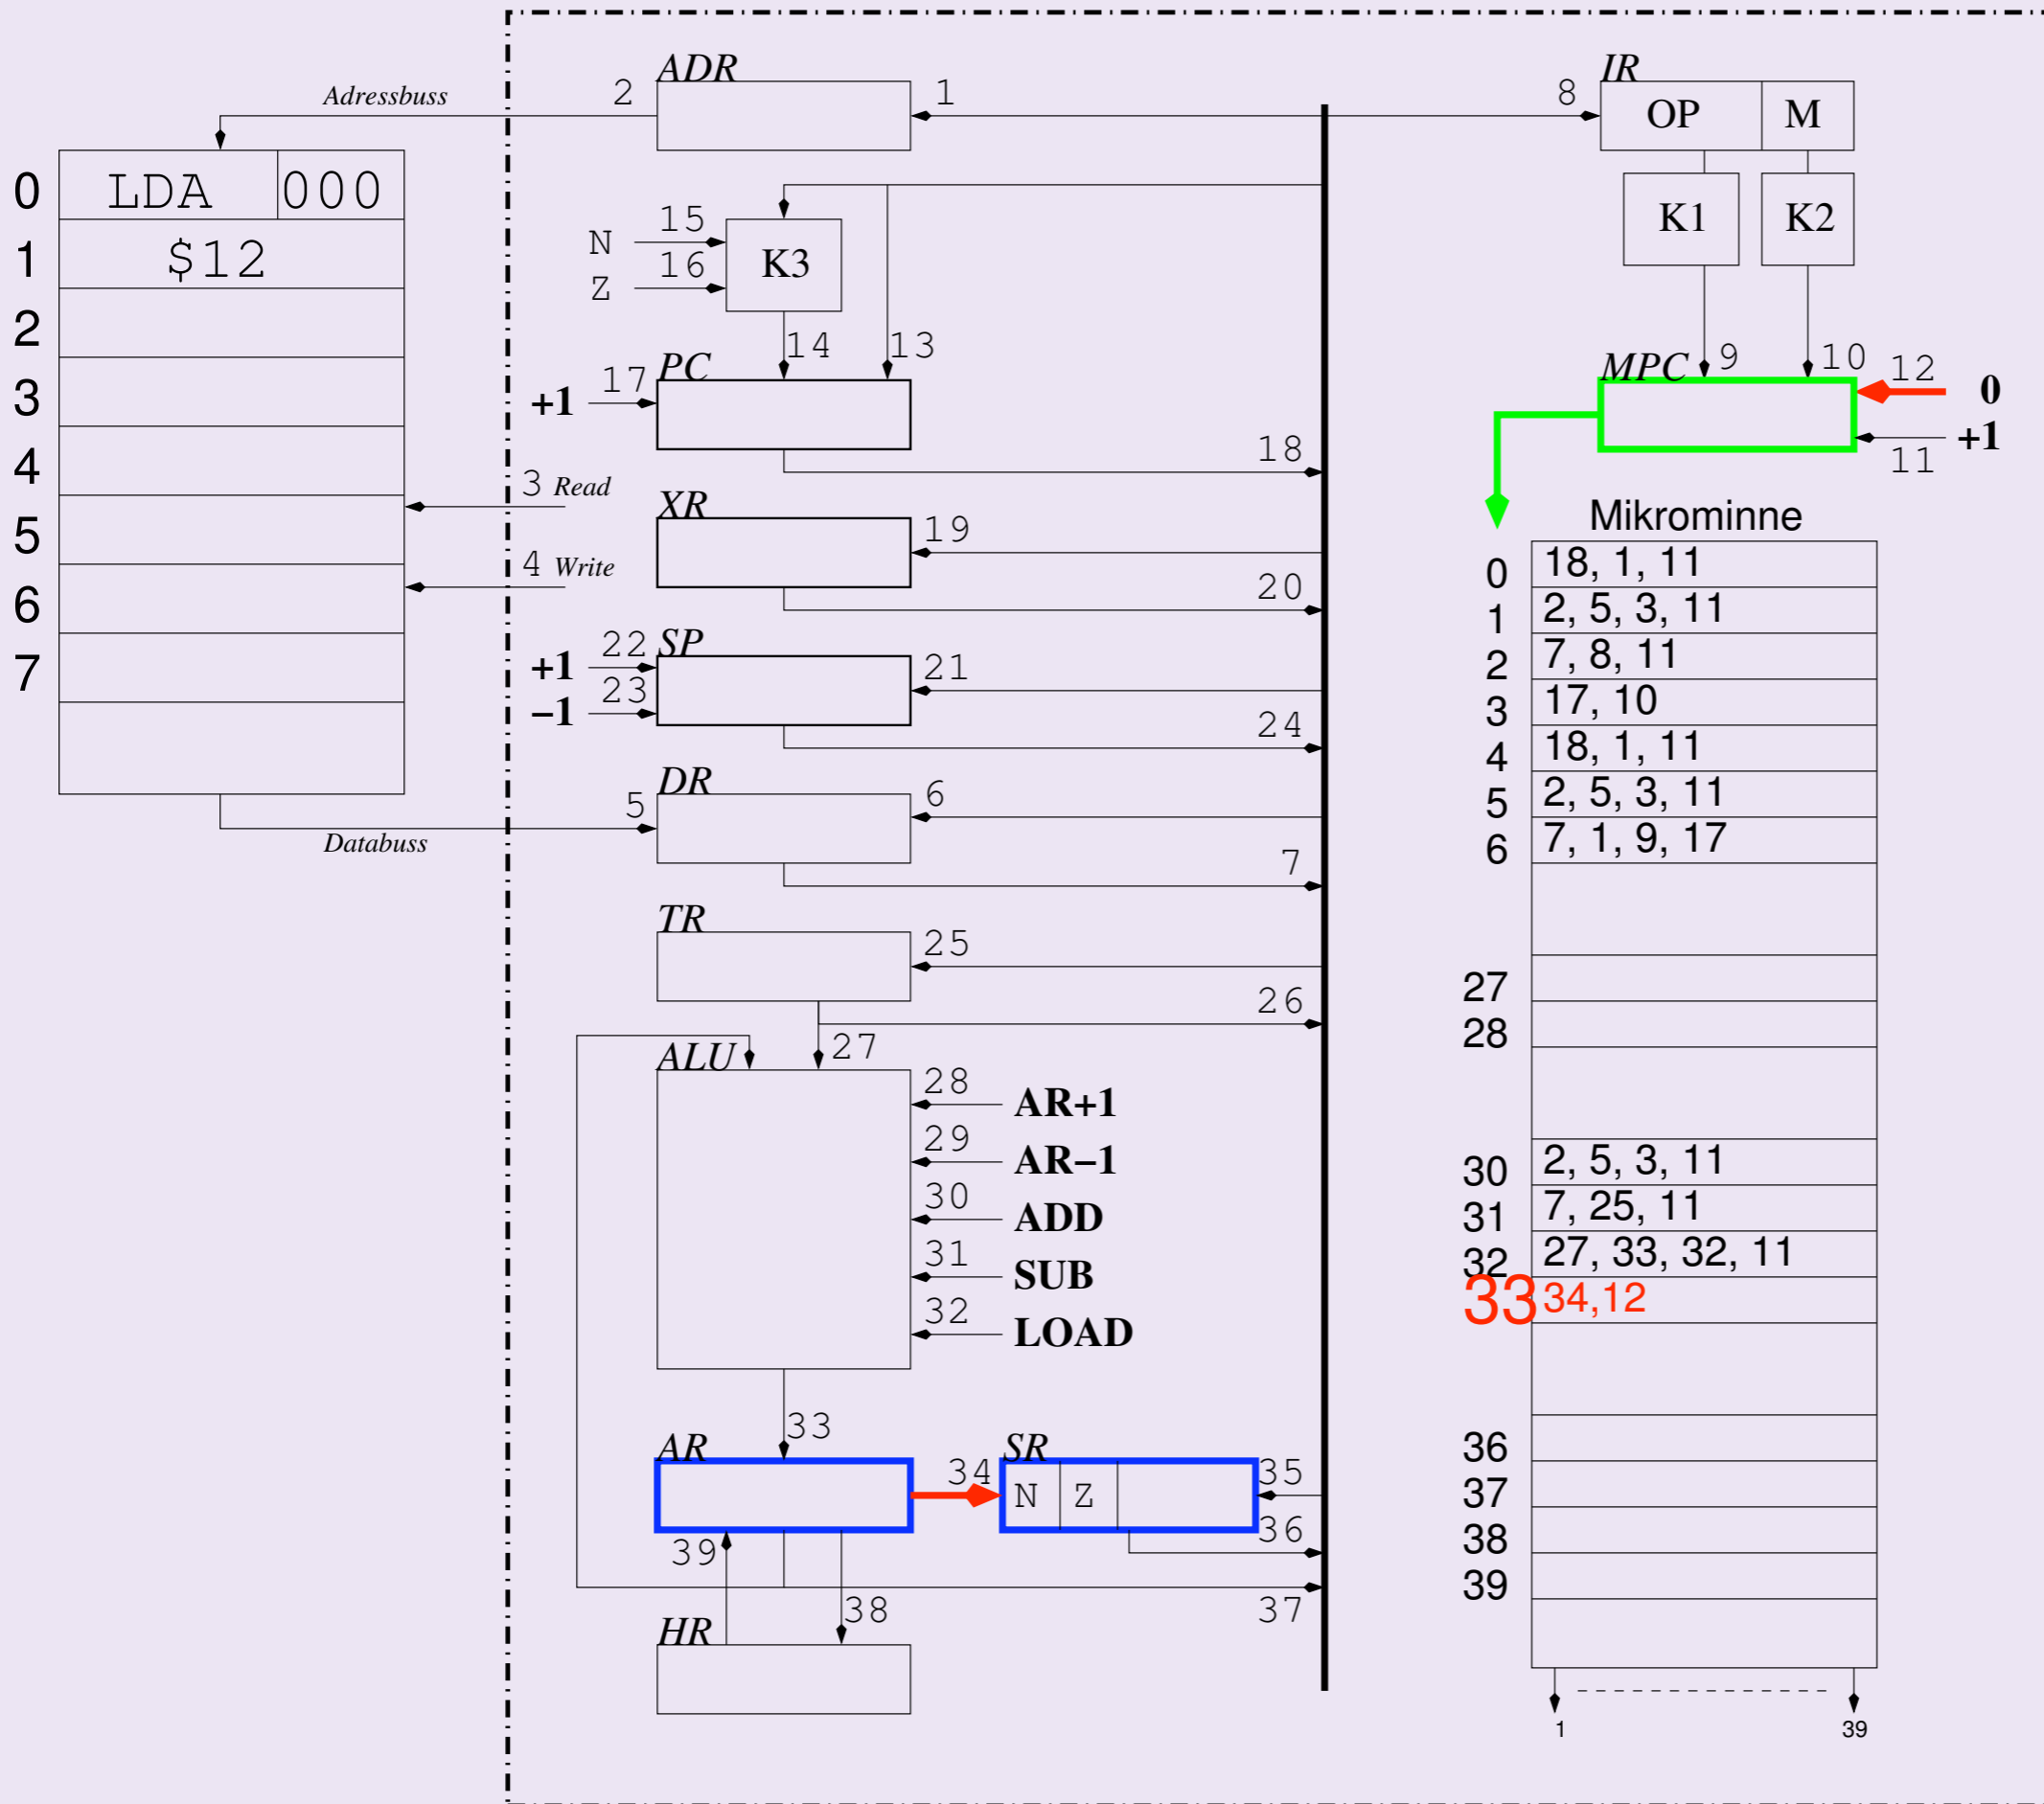 ADR
IR
Adressbuss
2
1
8
OP M
0 LDA 000
1 $12
2
3
4
5
6
7
N 15
Z 16
K3
K1 K2
14 13
PC
+1 17
18
MPC 9 10
12 0
11 +1
3 Read
4 Write
XR
19
20
SP
+1 22
−1 23
21
24
DR
5
6
7
Databuss
TR
25
26
27
ALU
28 AR+1
29 AR−1
30 ADD
31 SUB
32 LOAD
33
AR
34
SR
N Z
35
36
39
38
37
HR
Mikrominne
0 18, 1, 11
1 2, 5, 3, 11
2 7, 8, 11
3 17, 10
4 18, 1, 11
5 2, 5, 3, 11
6 7, 1, 9, 17
27
28
30 2, 5, 3, 11
31 7, 25, 11
32 27, 33, 32, 11
33 34,12
36
37
38
39
1 39